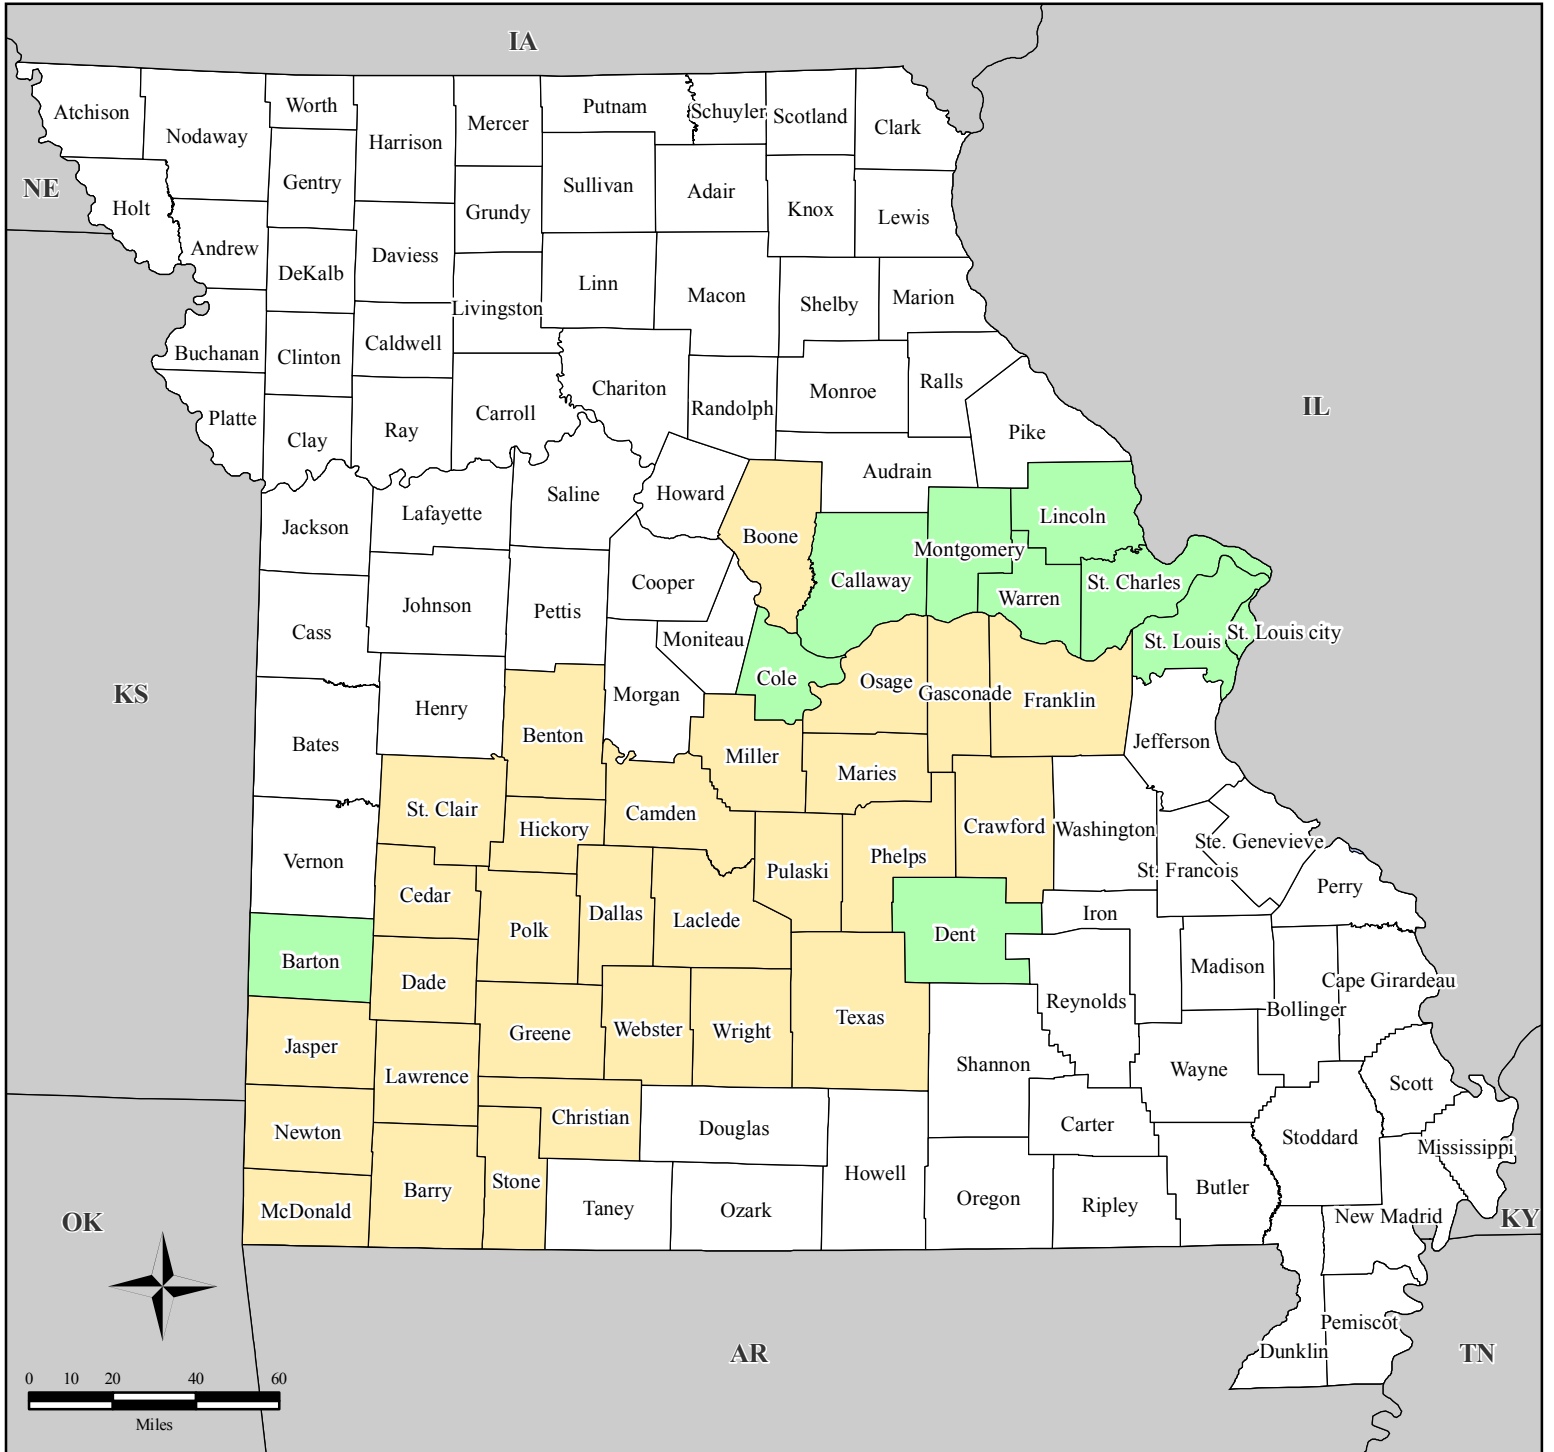 IA
Atchison
Nodaway
Worth
Harrison
Mercer
Putnam
Schuyler
Scotland
Clark
NE
Holt
Gentry
Grundy
Sullivan
Adair
Knox
Lewis
Andrew
DeKalb
Daviess
Livingston
Linn
Macon
Shelby
Marion
Buchanan
Clinton
Caldwell
Chariton
Randolph
Monroe
Ralls
IL
Platte
Clay
Ray
Carroll
Pike
Audrain
Saline
Howard
Jackson
Lafayette
Boone
Lincoln
Montgomery
Callaway
Cooper
Johnson
Pettis
Warren
St. Charles
Cass
Moniteau
St. Louis
St. Louis city
KS
Cole
Morgan
Osage
Gasconade
Franklin
Henry
Benton
Bates
Miller
Maries
Jefferson
St. Clair
Hickory
Camden
Crawford
Washington
Ste. Genevieve
Vernon
Pulaski
Phelps
St. Francois
Perry
Cedar
Polk
Dallas
Laclede
Iron
Dent
Barton
Dade
Madison
Cape Girardeau
Bollinger
Reynolds
Jasper
Greene
Webster
Wright
Texas
Lawrence
Shannon
Wayne
Scott
Newton
Christian
Douglas
Carter
Stoddard
Mississippi
McDonald
Barry
Stone
Taney
Ozark
Howell
Oregon
Ripley
Butler
New Madrid
KY
OK
AR
Pemiscot
Dunklin
TN
0 10 20 40 60
Miles